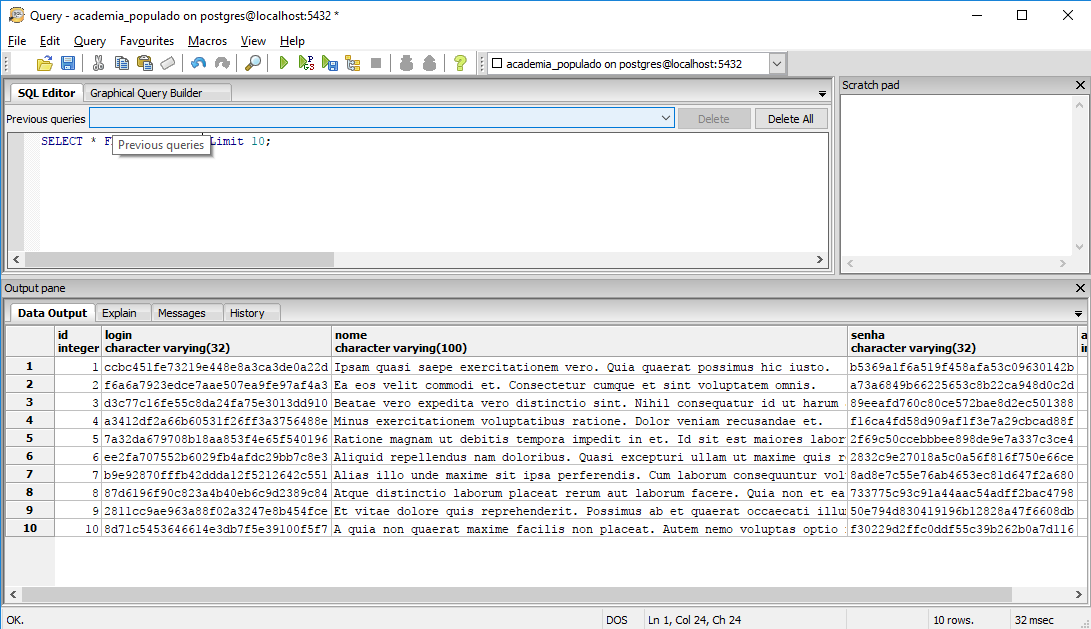 Query - academia_populado on postgres@localhost:5432 *
File Edit Query Favourites Macros View Help
academia_populado on postgres@localhost:5432
SQL Editor Graphical Query Builder
Scratch pad
Previous queries Delete Delete All
SELECT * F Limit 10;
Previous queries
Output pane
Data Output Explain Messages History
id login nome senha a
integer character varying(32) character varying(100) character varying(32) in
1 1 ccbc451fe73219e448e8a3ca3de0a22d Ipsam quasi saepe exercitationem vero. Quia quaerat possimus hic iusto. b5369a1f6a519f458afa53c09630142b
2 2 f6a6a7923edce7aae507ea9fe97af4a3 Ea eos velit commodi et. Consectetur cumque et sint voluptatem omnis. a73a6849b66225653c8b22ca948d0c2d
3 3 d3c77c16fe55c8da24fa75e3013dd910 Beatae vero expedita vero distinctio sint. Nihil consequatur id ut harum 89eeafd760c80ce572bae8d2ec501388
4 4 a3412df2a66b60531f26ff3a3756488e Minus exercitationem voluptatibus ratione. Dolor veniam recusandae et. f16ca4fd58d909af1f3e7a29cbcad88f
5 5 7a32da679708b18aa853f4e65f540196 Ratione magnam ut debitis tempora impedit in et. Id sit est maiores labor 2f69c50ccebbbee898de9e7a337c3ce4
6 6 ee2fa707552b6029fb4afdc29bb7c8e3 Aliquid repellendus nam doloribus. Quasi excepturi ullam ut maxime quis r 2832c9e27018a5c0a56f816f750e66ce
7 7 b9e92870fffb42ddda12f5212642c551 Alias illo unde maxime sit ipsa perferendis. Cum laborum consequuntur vol 8ad8e7c55e76ab4653ec81d647f2a680
8 8 87d6196f90c823a4b40eb6c9d2389c84 Atque distinctio laborum placeat rerum aut laborum facere. Quia non et ea 733775c93c91a44aac54adff2bac4798
9 9 2811cc9ae963a88f02a3247e8b454fce Et vitae dolore quis reprehenderit. Possimus ab et quaerat occaecati illu 50e794d830419196b12828a47f6608db
10 10 8d71c5453646614e3db7f5e39100f5f7 A quia non quaerat maxime facilis non placeat. Autem nemo voluptas optio f30229d2ffc0ddf55c39b262b0a7d116
OK. DOS Ln 1, Col 24, Ch 24 10 rows. 32 msec